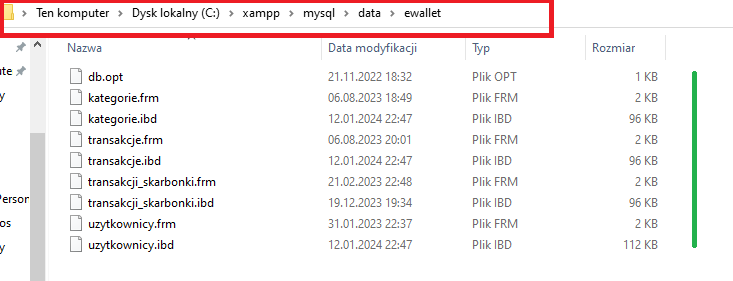 Ten komputer > Dysk lokalny (C:) > xampp > mysql > data > ewallet
Nazwa Data modyfikacji Typ Rozmiar
db.opt 21.11.2022 18:32 Plik OPT 1 KB
kategorie.frm 06.08.2023 18:49 Plik FRM 2 KB
kategorie.ibd 12.01.2024 22:47 Plik IBD 96 KB
transakcje.frm 06.08.2023 20:01 Plik FRM 2 KB
transakcje.ibd 12.01.2024 22:47 Plik IBD 96 KB
transakcji_skarbonki.frm 21.02.2023 22:48 Plik FRM 2 KB
transakcji_skarbonki.ibd 19.12.2023 19:34 Plik IBD 96 KB
uzytkownicy.frm 31.01.2023 22:37 Plik FRM 2 KB
uzytkownicy.ibd 12.01.2024 22:47 Plik IBD 112 KB